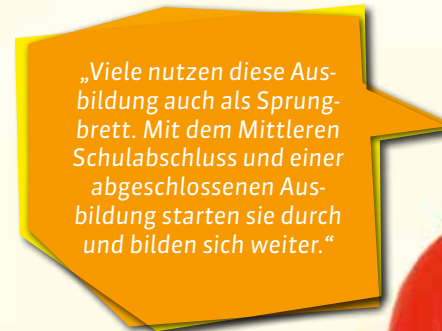 „Viele nutzen diese Aus-
bildung auch als Sprung-
brett. Mit dem Mittleren
Schulabschluss und einer
abgeschlossenen Aus-
bildung starten sie durch
und bilden sich weiter.“